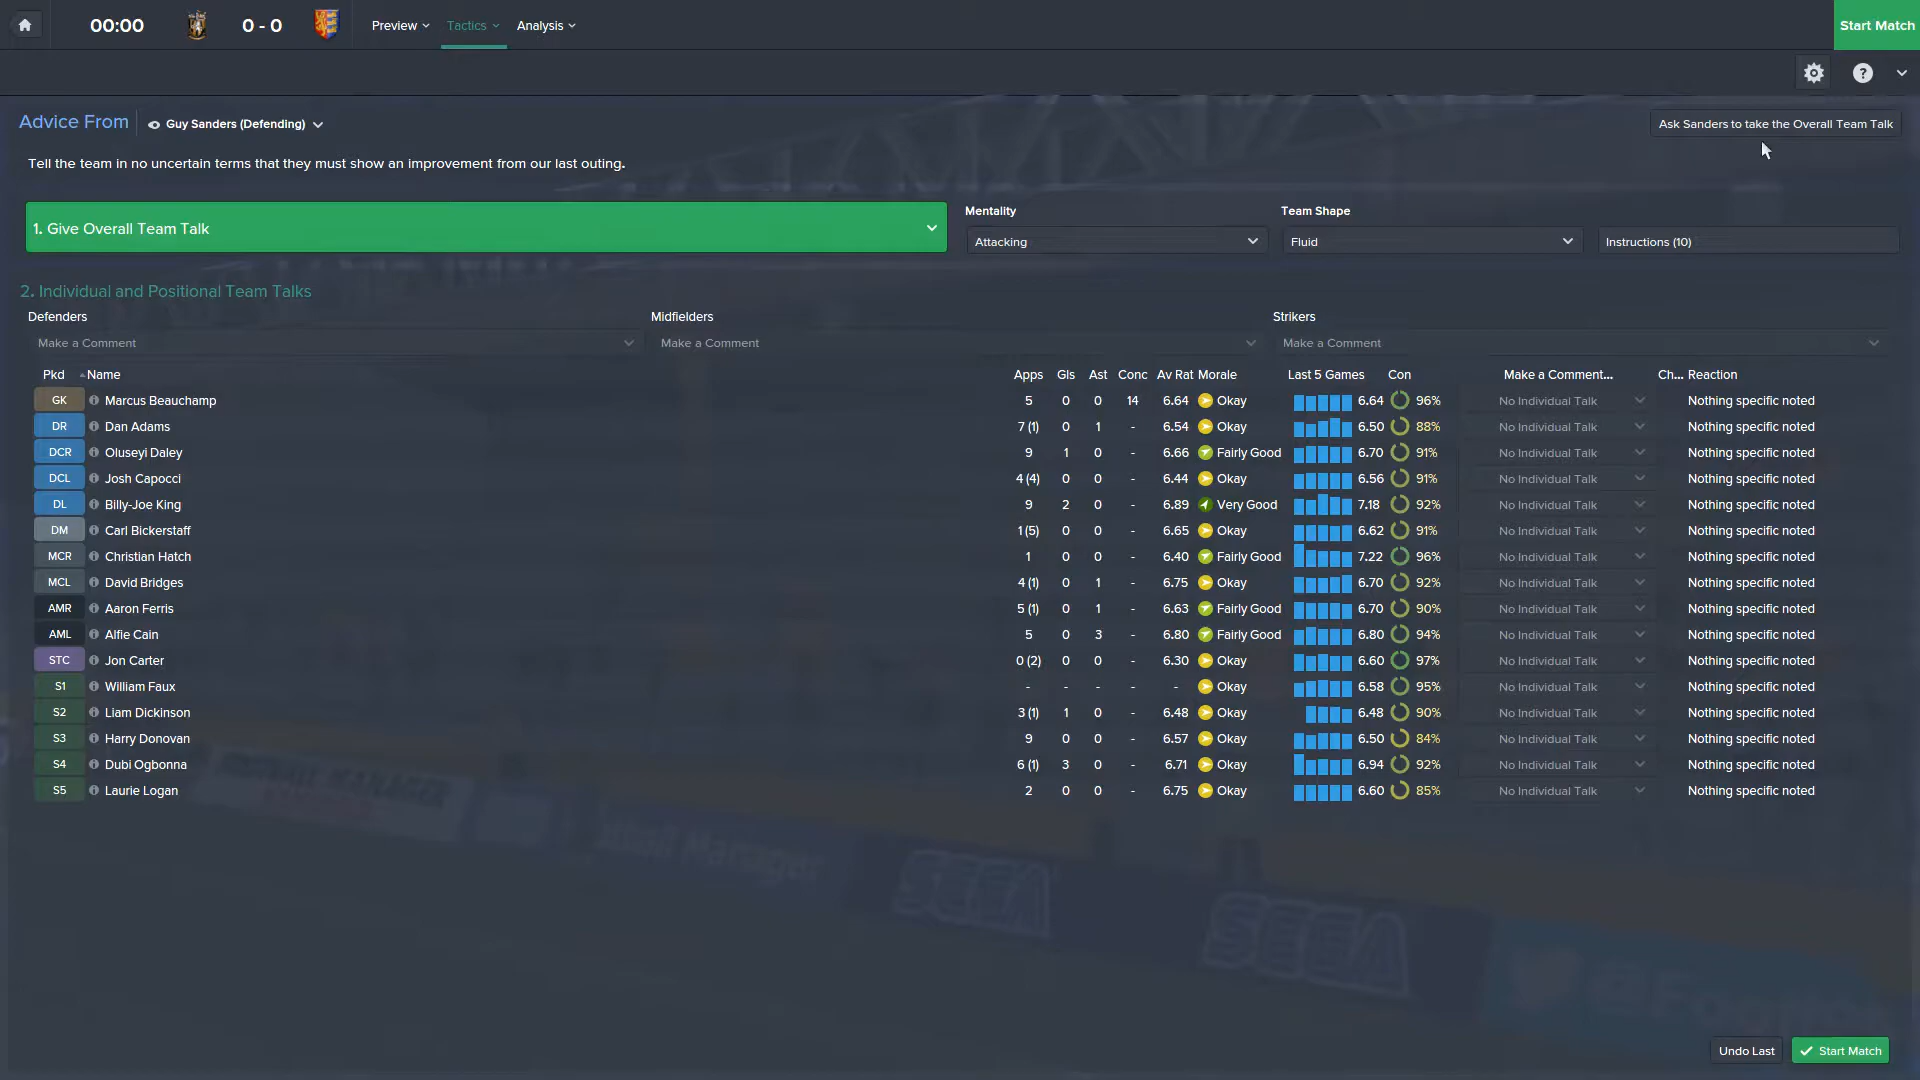 00:00 0 - 0 Preview Tactics Analysis Start Match
Advice From Guy Sanders (Defending) Ask Sanders to take the Overall Team Talk
Tell the team in no uncertain terms that they must show an improvement from our last outing.
Mentality Team Shape
1. Give Overall Team Talk Attacking Fluid Instructions (10)
2. Individual and Positional Team Talks
Defenders Midfielders Strikers
Make a Comment Make a Comment Make a Comment
Pkd Name Apps Gls Ast Conc Av Rat Morale Last 5 Games Con Make a Comment... Ch... Reaction
GK Marcus Beauchamp 5 0 0 14 6.64 Okay 6.64 96% No Individual Talk Nothing specific noted
DR Dan Adams 7 (1) 0 1 - 6.54 Okay 6.50 88% No Individual Talk Nothing specific noted
DCR Oluseyi Daley 9 1 0 - 6.66 Fairly Good 6.70 91% No Individual Talk Nothing specific noted
DCL Josh Capocci 4 (4) 0 0 - 6.44 Okay 6.56 91% No Individual Talk Nothing specific noted
DL Billy-Joe King 9 2 0 - 6.89 Very Good 7.18 92% No Individual Talk Nothing specific noted
DM Carl Bickerstaff 1 (5) 0 0 - 6.65 Okay 6.62 91% No Individual Talk Nothing specific noted
MCR Christian Hatch 1 0 0 - 6.40 Fairly Good 7.22 96% No Individual Talk Nothing specific noted
MCL David Bridges 4 (1) 0 1 - 6.75 Okay 6.70 92% No Individual Talk Nothing specific noted
AMR Aaron Ferris 5 (1) 0 1 - 6.63 Fairly Good 6.70 90% No Individual Talk Nothing specific noted
AML Alfie Cain 5 0 3 - 6.80 Fairly Good 6.80 94% No Individual Talk Nothing specific noted
STC Jon Carter 0 (2) 0 0 - 6.30 Okay 6.60 97% No Individual Talk Nothing specific noted
S1 William Faux - - - - - Okay 6.58 95% No Individual Talk Nothing specific noted
S2 Liam Dickinson 3 (1) 1 0 - 6.48 Okay 6.48 90% No Individual Talk Nothing specific noted
S3 Harry Donovan 9 0 0 - 6.57 Okay 6.50 84% No Individual Talk Nothing specific noted
S4 Dubi Ogbonna 6 (1) 3 0 - 6.71 Okay 6.94 92% No Individual Talk Nothing specific noted
S5 Laurie Logan 2 0 0 - 6.75 Okay 6.60 85% No Individual Talk Nothing specific noted
FOOTBALL MANAGER
SEGA SEGA
Undo Last Start Match